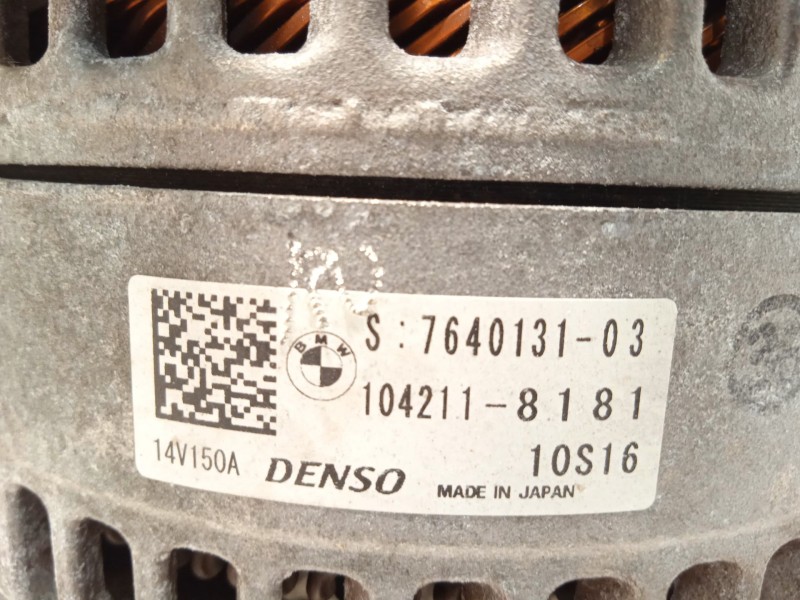 BMW
S:7640131-03
104211-8181
14V150A DENSO 10S16
MADE IN JAPAN